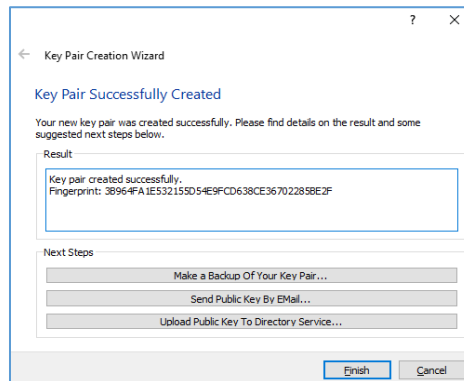 ?
Key Pair Creation Wizard
Key Pair Successfully Created
Your new key pair was created successfully. Please find details on the result and some
suggested next steps below.
Result
Key pair created successfully.
Fingerprint: 3B964FA1E532155D54E9FCD638CE36702285BE2F
Next Steps
Make a Backup Of Your Key Pair...
Send Public Key By EMail...
Upload Public Key To Directory Service...
Finish Cancel